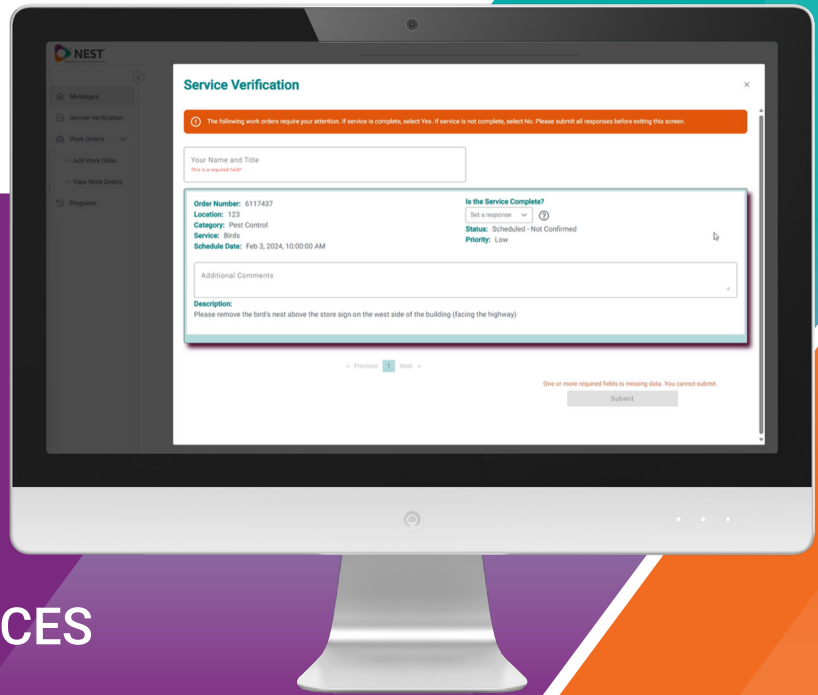 NEST
Messages
Service Verification
Work Orders
Add Work Order
View Work Orders
Programs
Service Verification
The following work orders require your attention. If service is complete, select Yes. If service is not complete, select No. Please submit all responses before exiting this screen.
Your Name and Title
This is a required field*
Order Number: 6117437
Location: 123
Category: Pest Control
Service: Birds
Schedule Date: Feb 3, 2024, 10:00:00 AM
Is the Service Complete?
Set a response
Status: Scheduled - Not Confirmed
Priority: Low
Additional Comments
Description:
Please remove the bird's nest above the store sign on the west side of the building (facing the highway)
« Previous 1 Next »
One or more required fields is missing data. You cannot submit.
Submit
CES